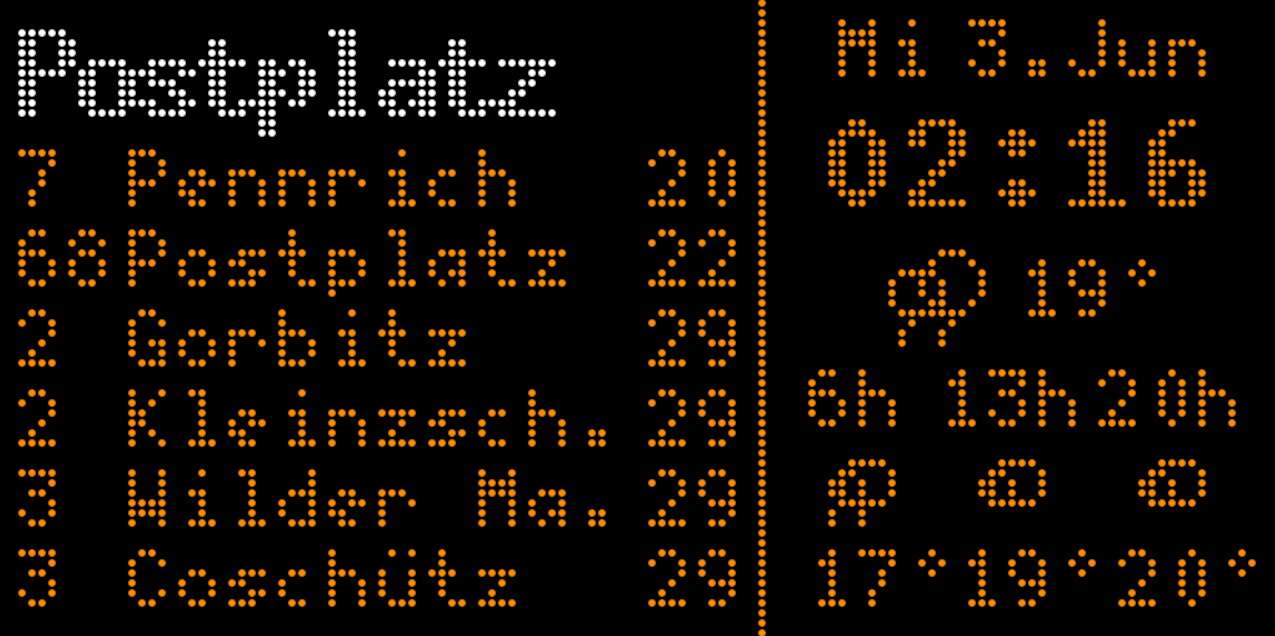 Postplatz
7 Pennrich 20
68 Postplatz 22
2 Gorbitz 29
2 Kleinzsch. 29
3 Wilder Ma. 29
3 Coschütz 29
Mi 3.Jun
02:16
19°
6h 13h 20h
17° 19° 20°